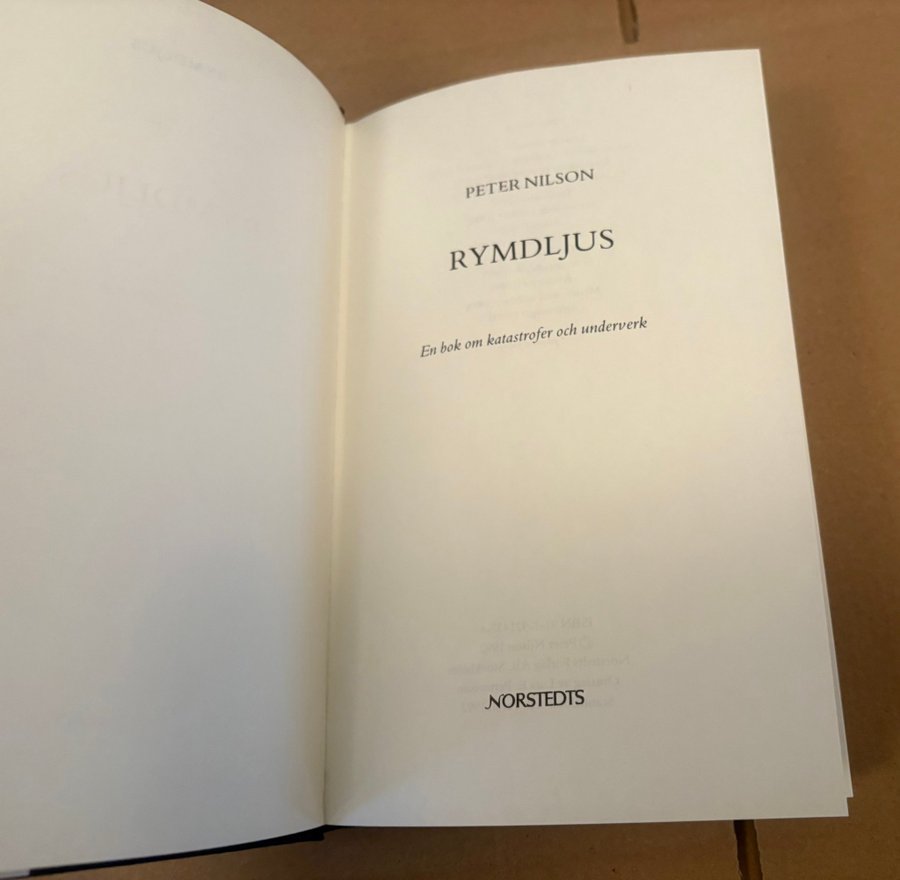 PETER NILSON
RYMDLJUS
En bok om katastrofer och underverk
NORSTEDTS